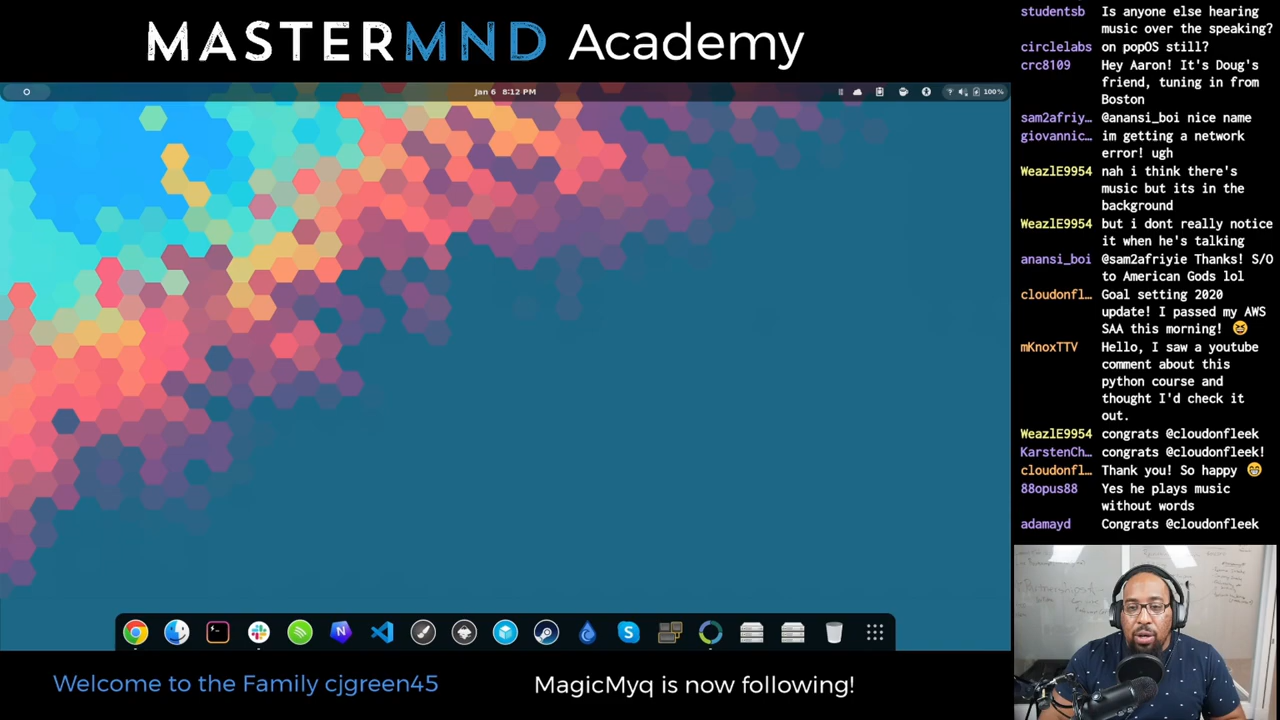 MASTERMND Academy
Jan 6 8:12 PM
100%
studentsb Is anyone else hearing
music over the speaking?
circlelabs on popOS still?
crc8109 Hey Aaron! It's Doug's
friend, tuning in from
Boston
sam2afriy… @anansi_boi nice name
giovannic… im getting a network
error! ugh
WeazlE9954 nah i think there's
music but its in the
background
WeazlE9954 but i dont really notice
it when he's talking
anansi_boi @sam2afriyie Thanks! S/O
to American Gods lol
cloudonfl… Goal setting 2020
update! I passed my AWS
SAA this morning! 😆
mKnoxTTV Hello, I saw a youtube
comment about this
python course and
thought I'd check it
out.
WeazlE9954 congrats @cloudonfleek
KarstenCh… congrats @cloudonfleek!
cloudonfl… Thank you! So happy 😁
88opus88 Yes he plays music
without words
adamayd Congrats @cloudonfleek
Welcome to the Family cjgreen45
MagicMyq is now following!